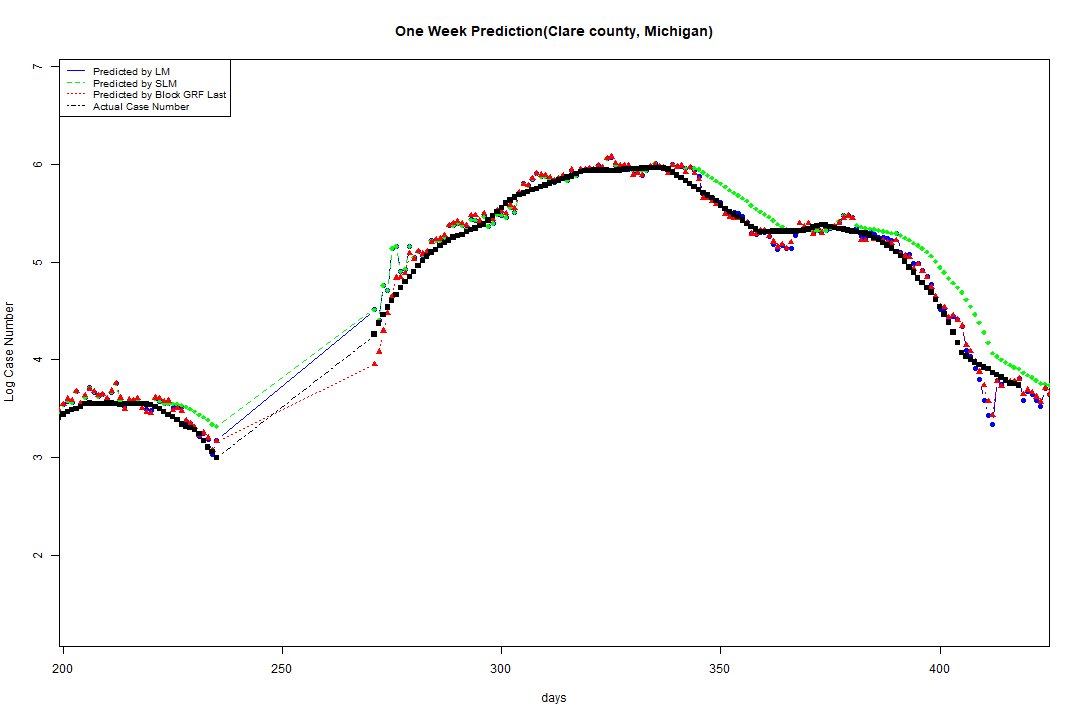 One Week Prediction(Clare county, Michigan)
Predicted by LM
Predicted by SLM
Predicted by Block GRF Last
Actual Case Number
7
6
5
4
3
2
Log Case Number
200 250 300 350 400
days